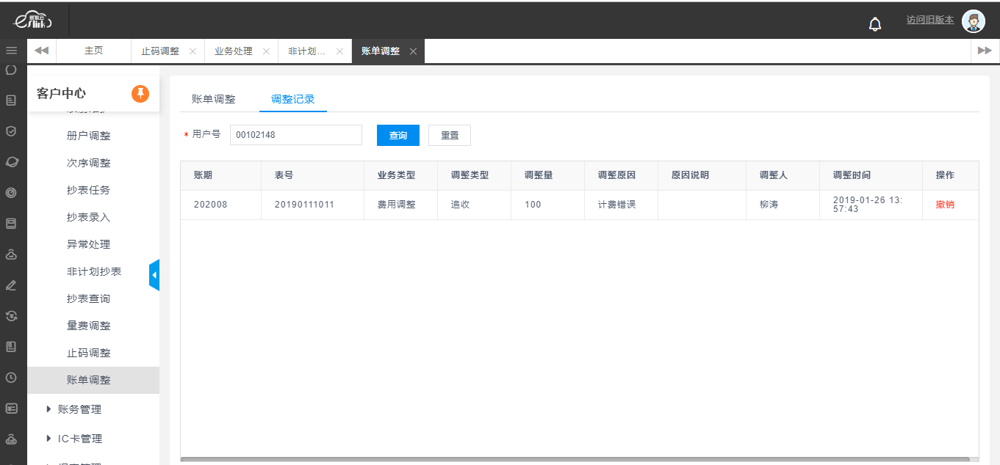 访问旧版本
主页
止码调整
业务处理
非计划...
账单调整
客户中心
册户调整
次序调整
抄表任务
抄表录入
异常处理
非计划抄表
抄表查询
量费调整
止码调整
账单调整
账务管理
IC卡管理
账单调整 调整记录
* 用户号 00102148 查询 重置
账期 表号 业务类型 调整类型 调整量 调整原因 原因说明 调整人 调整时间 操作
202008 20190111011 费用调整 追收 100 计费错误 柳涛 2019-01-26 13:57:43 撤销